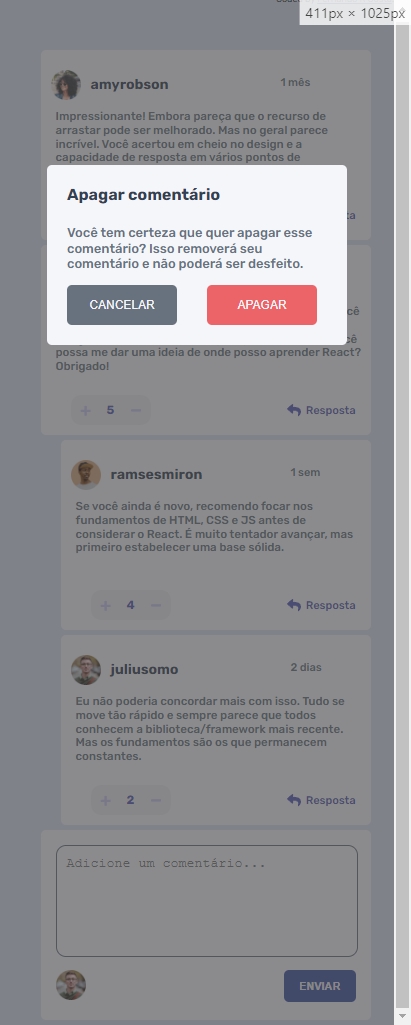 411px × 1025px
amyrobson
1 mês
Impressionante! Embora pareça que o recurso de
arrastar pode ser melhorado. Mas no geral parece
incrível. Você acertou em cheio no design e a
capacidade de resposta em vários pontos de
Apagar comentário
Você tem certeza que quer apagar esse
comentário? Isso removerá seu
comentário e não poderá ser desfeito.
CANCELAR
APAGAR
possa me dar uma ideia de onde posso aprender React?
Obrigado!
+ 5 −
Resposta
ramsesmiron
1 sem
Se você ainda é novo, recomendo focar nos
fundamentos de HTML, CSS e JS antes de
considerar o React. É muito tentador avançar, mas
primeiro estabelecer uma base sólida.
+ 4 −
Resposta
juliusomo
2 dias
Eu não poderia concordar mais com isso. Tudo se
move tão rápido e sempre parece que todos
conhecem a biblioteca/framework mais recente.
Mas os fundamentos são os que permanecem
constantes.
+ 2 −
Resposta
Adicione um comentário...
ENVIAR